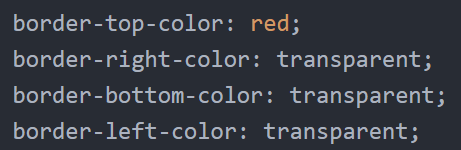 border-top-color: red;
border-right-color: transparent;
border-bottom-color: transparent;
border-left-color: transparent;